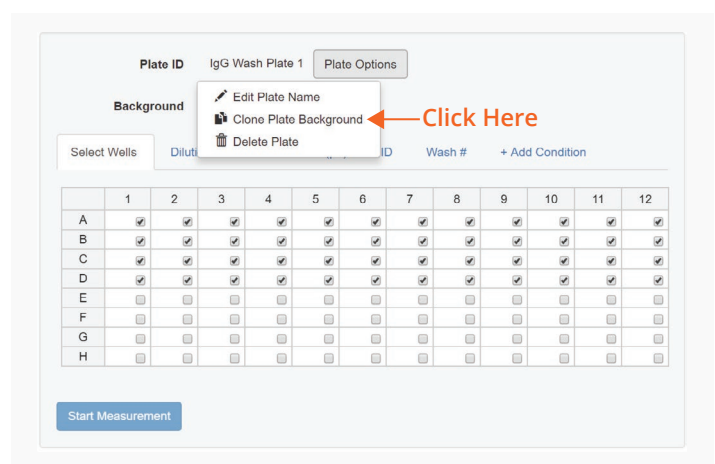 Plate ID IgG Wash Plate 1 Plate Options
Edit Plate Name
Background Clone Plate Background Click Here
Delete Plate
Select Wells Diluti ID Wash # + Add Condition
1 2 3 4 5 6 7 8 9 10 11 12
A
B
C
D
E
F
G
H
Start Measurement